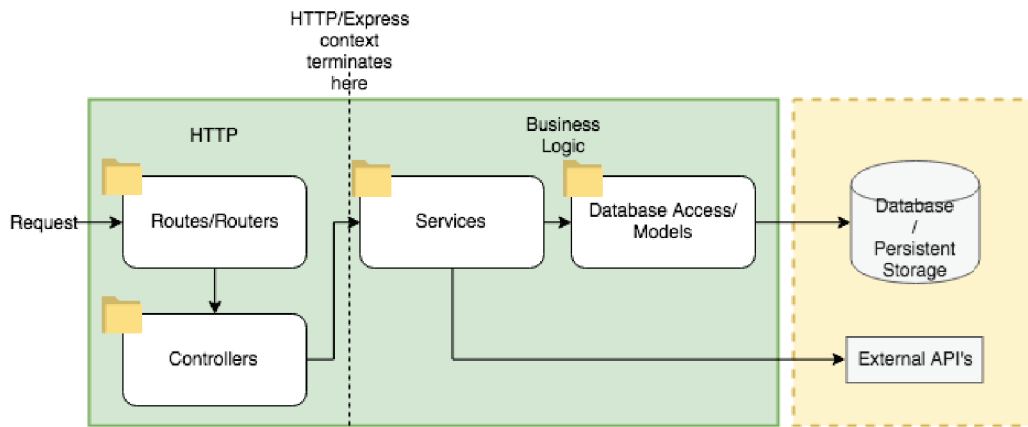 HTTP/Express
context
terminates
here
HTTP
Business
Logic
Request
Routes/Routers
Services
Database Access/
Models
Database
/
Persistent
Storage
Controllers
External API's